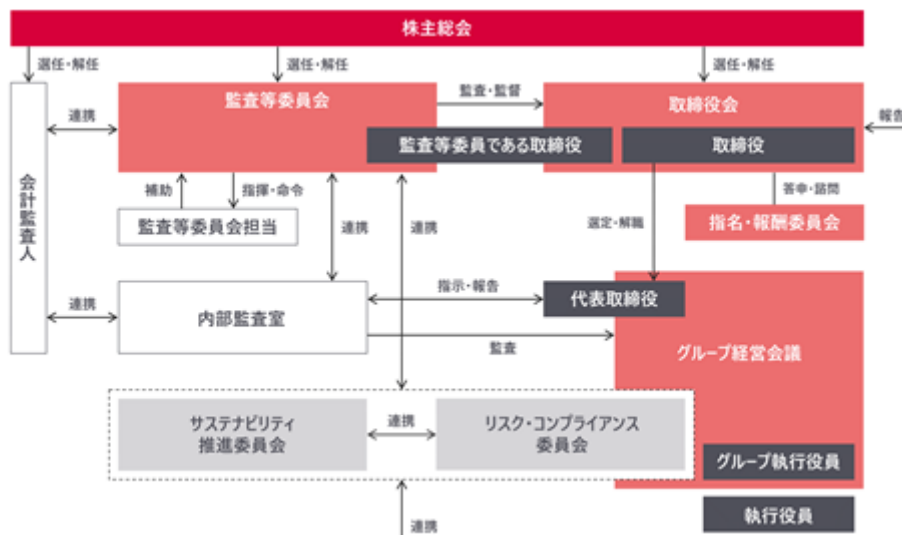 株主総会
選任・解任
選任・解任
選任・解任
監査等委員会
監査・監督
取締役会
連携
報告
監査等委員である取締役
取締役
会計監査人
補助
指揮・命令
答申・諮問
監査等委員会担当
連携
連携
選定・解職
指名・報酬委員会
指示・報告
代表取締役
連携
内部監査室
監査
グループ経営会議
サステナビリティ
推進委員会
連携
リスク・コンプライアンス
委員会
グループ執行役員
執行役員
連携